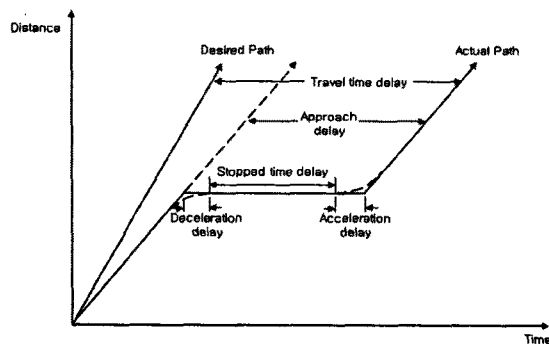 Distance
Desired Path
Actual Path
Travel time delay
Approach
delay
Stopped time delay
Deceleration
delay
Acceleration
delay
Time